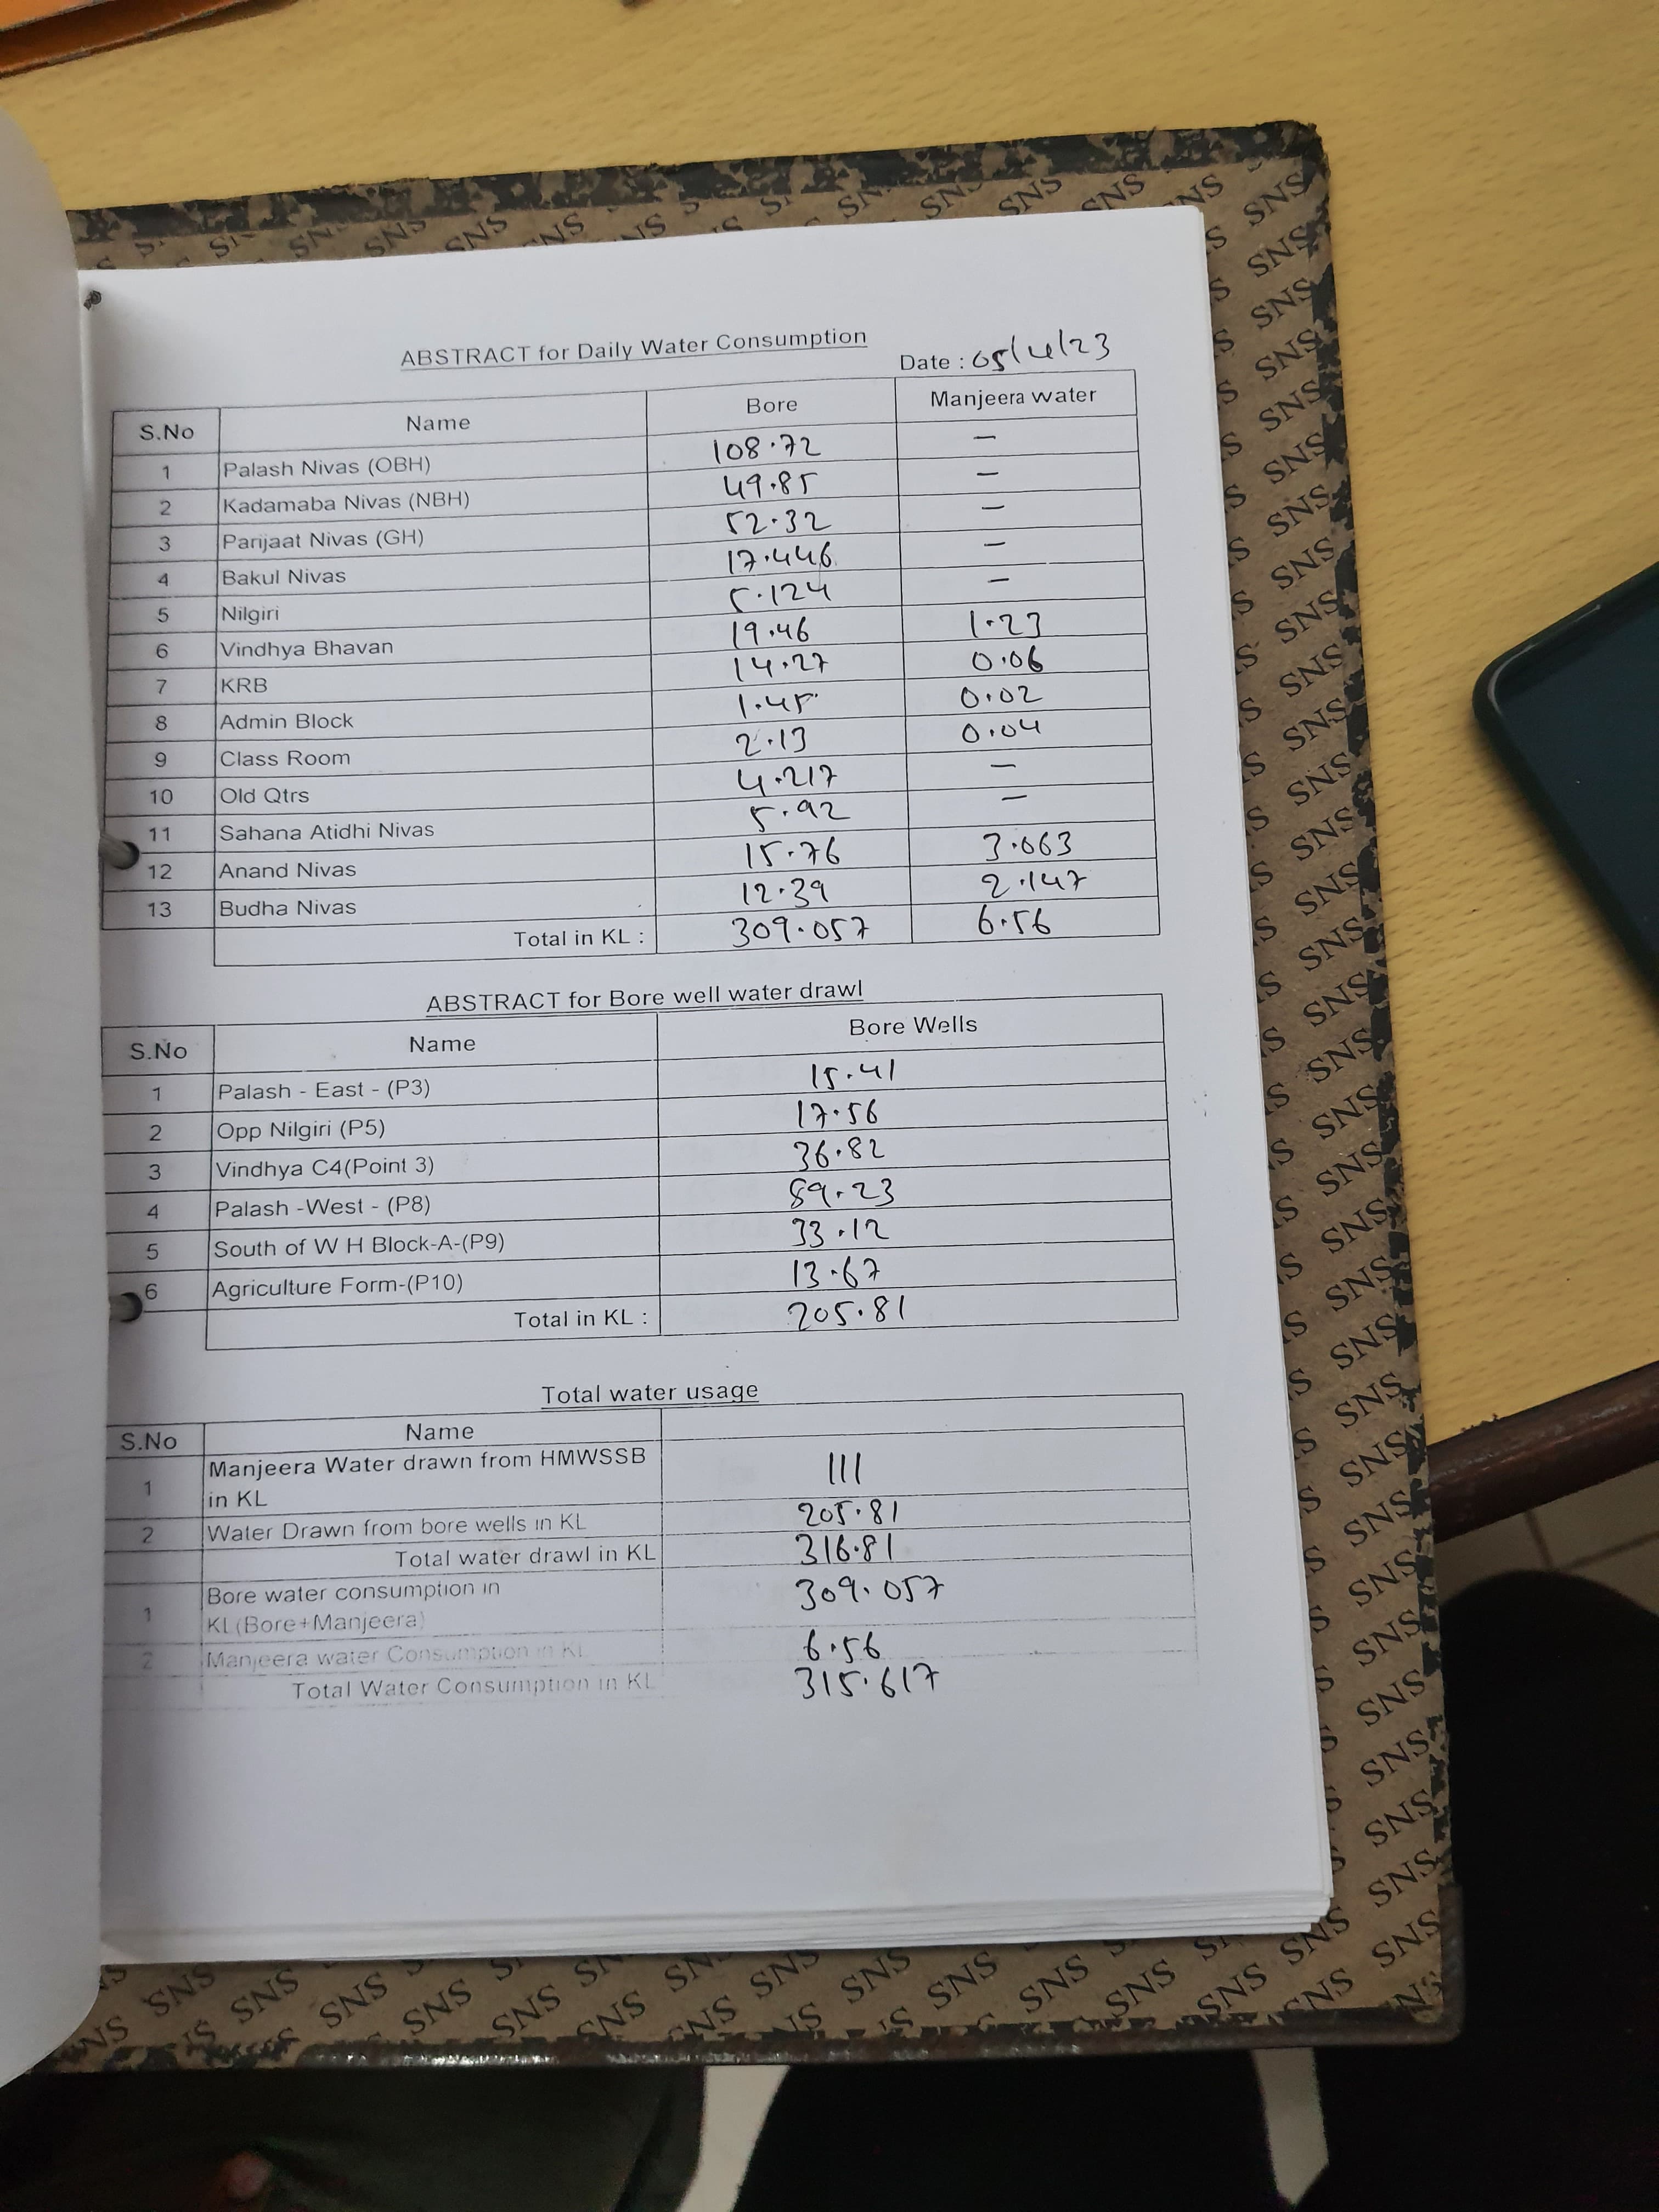 ABSTRACT for Daily Water Consumption
Date : 05/4/23
S.No Name Bore Manjeera water
1 Palash Nivas (OBH) 108.72 –
2 Kadamaba Nivas (NBH) 49.85 –
3 Parijaat Nivas (GH) 52.32 –
4 Bakul Nivas 17.446 –
5 Nilgiri 5.124 –
6 Vindhya Bhavan 19.46 1.23
7 KRB 14.27 0.06
8 Admin Block 1.45 0.02
9 Class Room 2.13 0.04
10 Old Qtrs 4.217 –
11 Sahana Atidhi Nivas 5.92 –
12 Anand Nivas 15.76 3.063
13 Budha Nivas 12.39 2.147
Total in KL : 309.057 6.56
ABSTRACT for Bore well water drawl
S.No Name Bore Wells
1 Palash - East - (P3) 15.41
2 Opp Nilgiri (P5) 17.56
3 Vindhya C4(Point 3) 36.82
4 Palash -West - (P8) 89.23
5 South of W H Block-A-(P9) 33.12
6 Agriculture Form-(P10) 13.67
Total in KL : 205.81
Total water usage
S.No Name
1 Manjeera Water drawn from HMWSSB in KL 111
2 Water Drawn from bore wells in KL 205.81
Total water drawl in KL 316.81
1 Bore water consumption in KL(Bore+Manjeera) 309.057
2 Manjeera water Consumption in KL 6.56
Total Water Consumption in KL 315.617
SNS